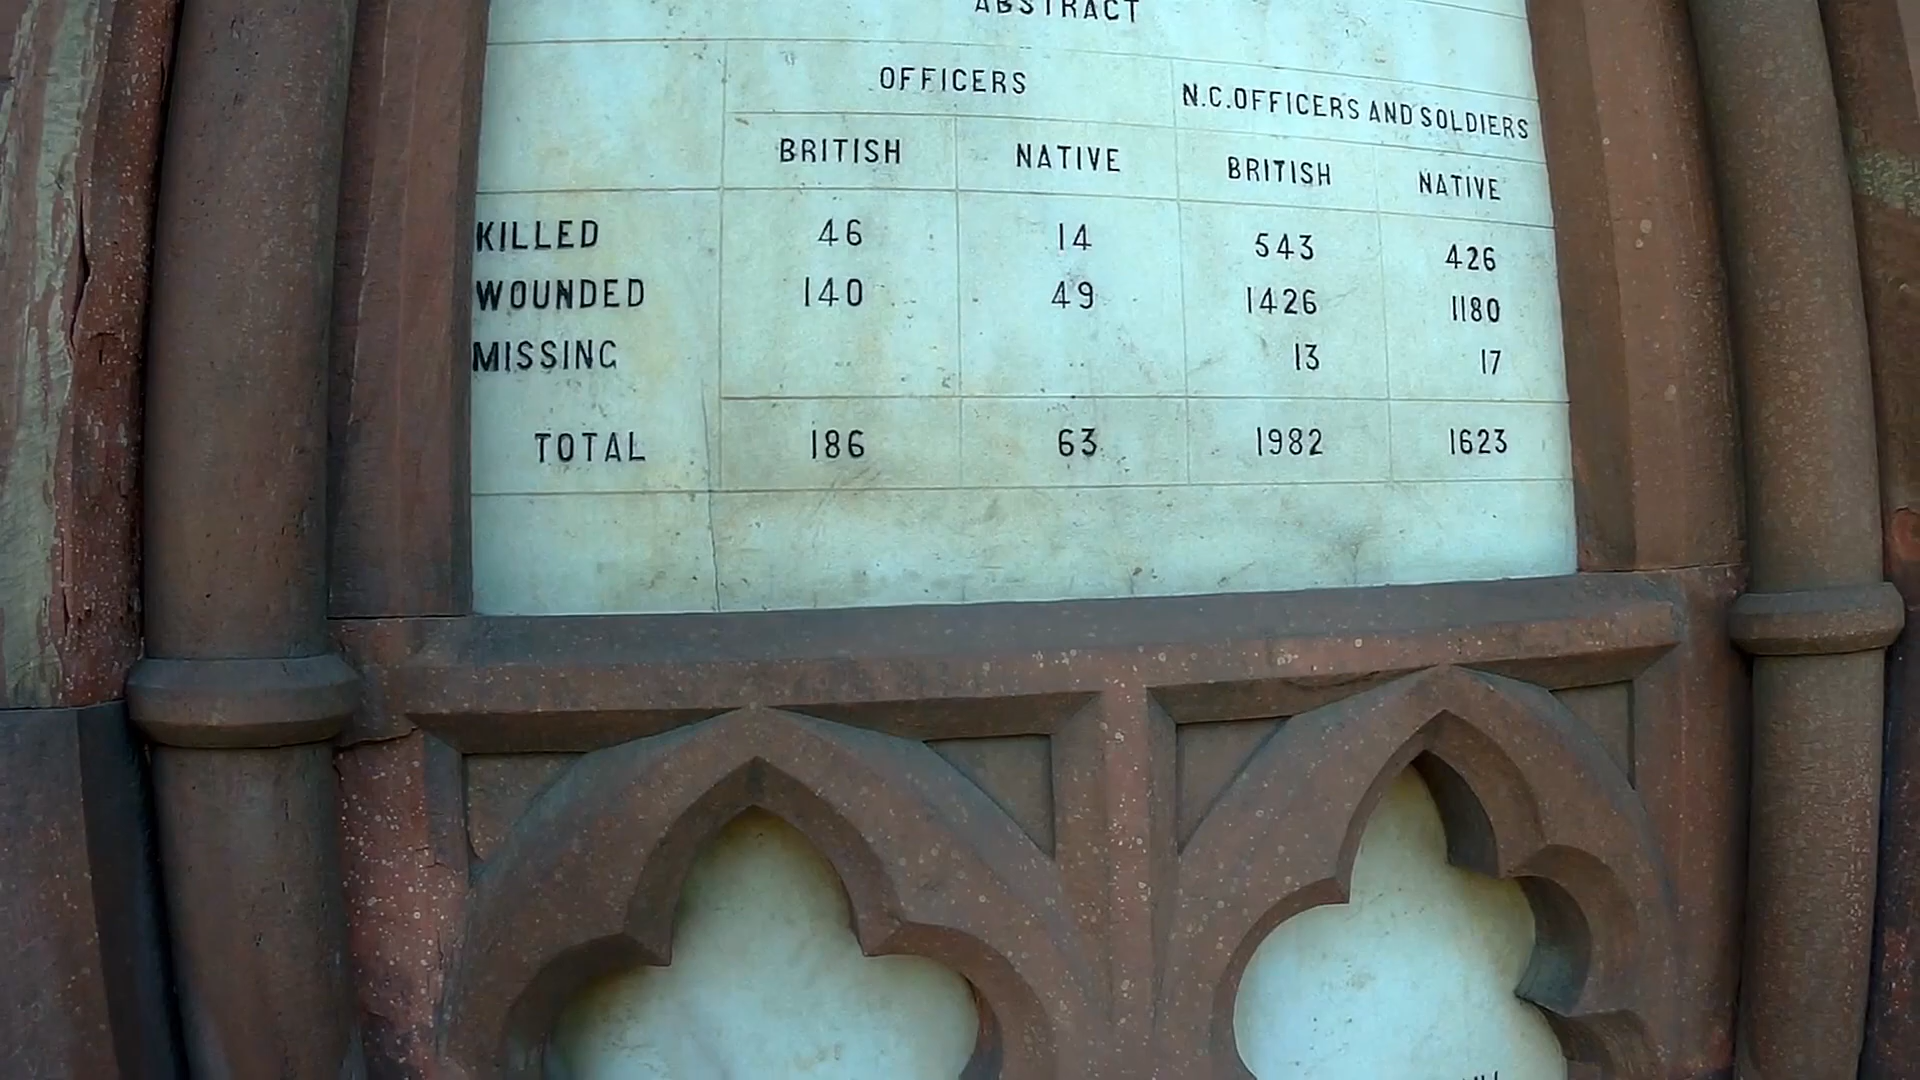 ABSTRACT
OFFICERS N.C.OFFICERS AND SOLDIERS
BRITISH NATIVE BRITISH NATIVE
KILLED 46 14 543 426
WOUNDED 140 49 1426 1180
MISSING 13 17
TOTAL 186 63 1982 1623